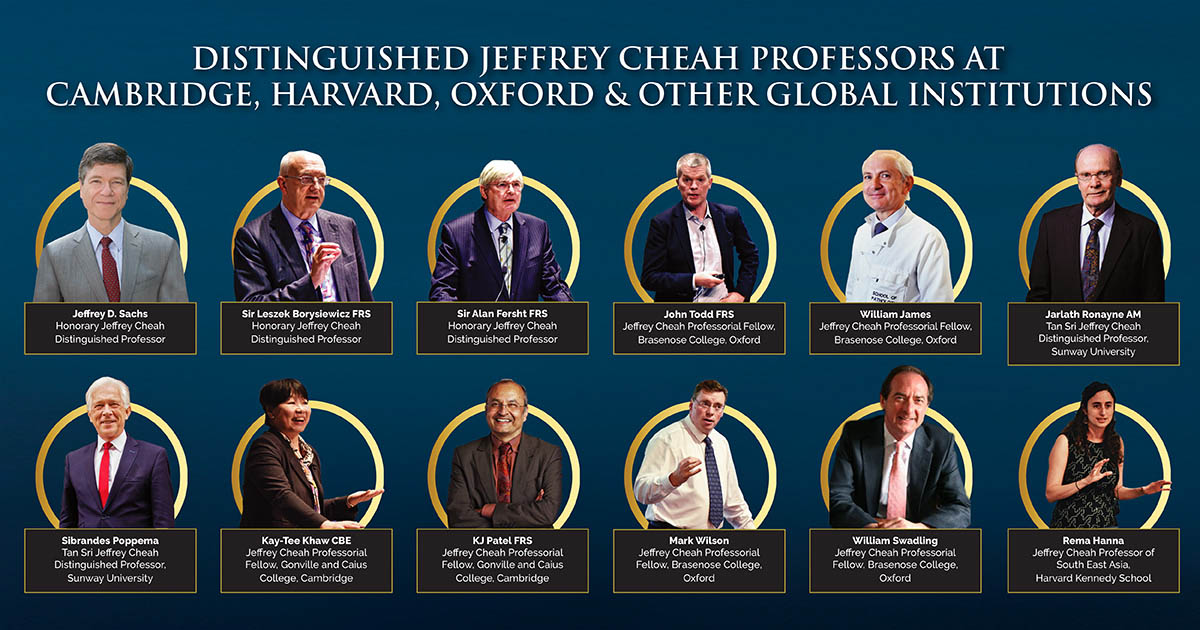 DISTINGUISHED JEFFREY CHEAH PROFESSORS AT
CAMBRIDGE, HARVARD, OXFORD & OTHER GLOBAL INSTITUTIONS
Jeffrey D. Sachs
Honorary Jeffrey Cheah
Distinguished Professor
Sir Leszek Borysiewicz FRS
Honorary Jeffrey Cheah
Distinguished Professor
Sir Alan Fersht FRS
Honorary Jeffrey Cheah
Distinguished Professor
John Todd FRS
Jeffrey Cheah Professorial Fellow,
Brasenose College, Oxford
SCHOOL OF
William James
Jeffrey Cheah Professorial Fellow,
Brasenose College, Oxford
Jarlath Ronayne AM
Tan Sri Jeffrey Cheah
Distinguished Professor,
Sunway University
Sibrandes Poppema
Tan Sri Jeffrey Cheah
Distinguished Professor,
Sunway University
Kay-Tee Khaw CBE
Jeffrey Cheah Professorial
Fellow, Gonville and Caius
College, Cambridge
KJ Patel FRS
Jeffrey Cheah Professorial
Fellow, Gonville and Caius
College, Cambridge
Mark Wilson
Jeffrey Cheah Professorial
Fellow, Brasenose College,
Oxford
William Swadling
Jeffrey Cheah Professorial
Fellow, Brasenose College,
Oxford
Rema Hanna
Jeffrey Cheah Professor of
South East Asia,
Harvard Kennedy School